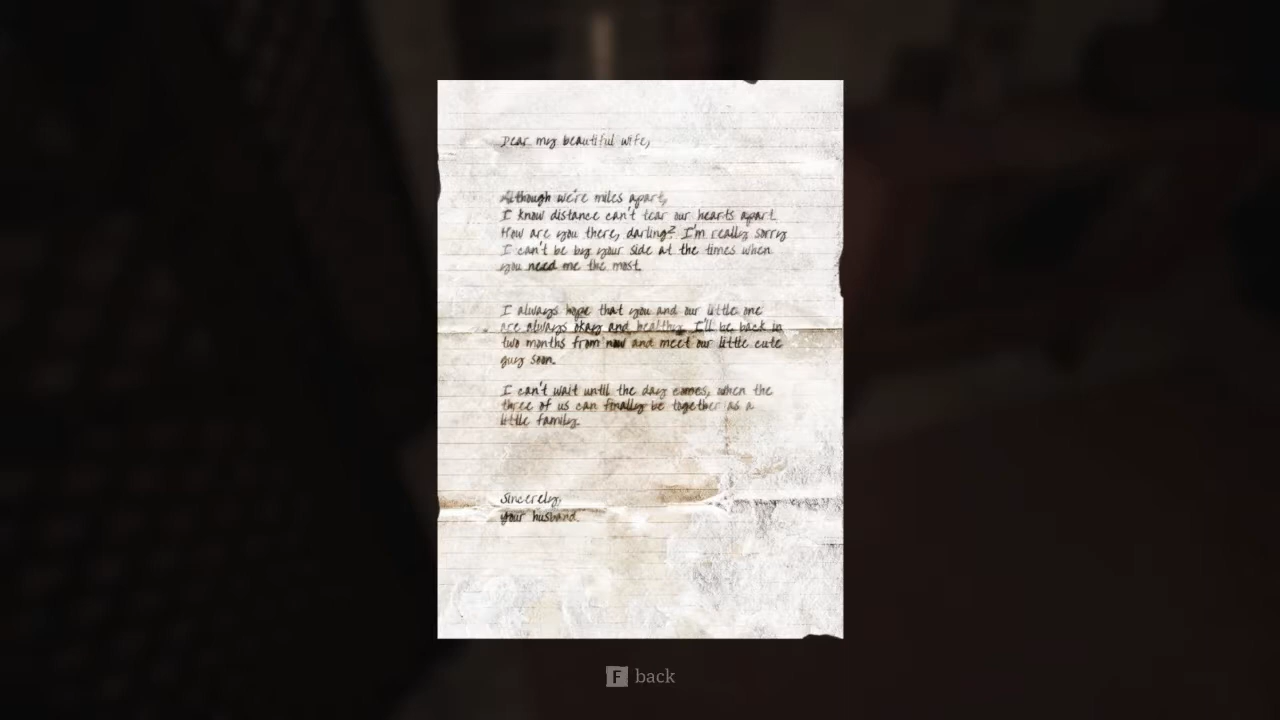 Dear my beautiful wife,
Although we're miles apart,
I know distance can't tear our hearts apart.
How are you there, darling? I'm really sorry
I can't be by your side at the times when
you need me the most.
I always hope that you and our little one
are always okay and healthy. I'll be back in
two months from now and meet our little cute
guy soon.
I can't wait until the day comes, when the
three of us can finally be together as a
little family.
Sincerely,
your husband.
F back